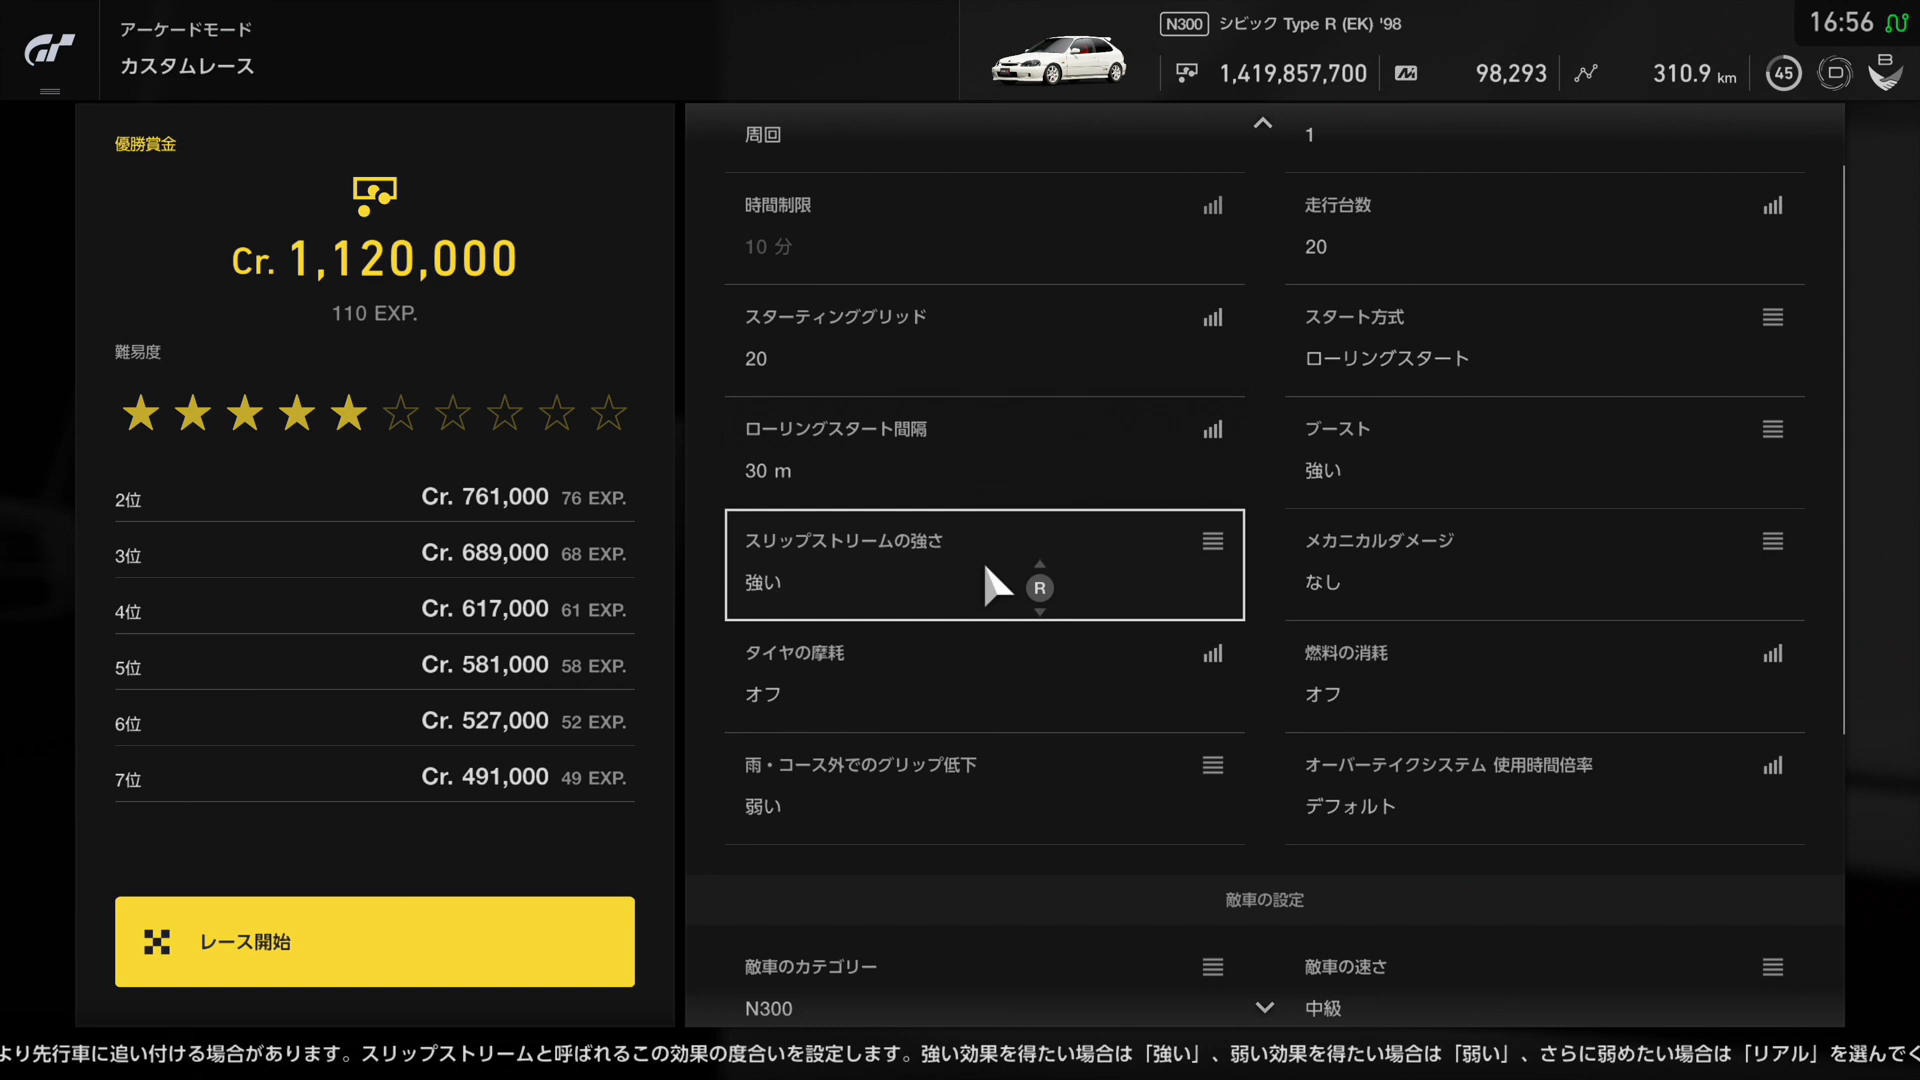 アーケードモード
カスタムレース
N300 シビック Type R (EK) '98
16:56
1,419,857,700
98,293
310.9 km
45
D
B
優勝賞金
Cr. 1,120,000
110 EXP.
難易度
2位 Cr. 761,000 76 EXP.
3位 Cr. 689,000 68 EXP.
4位 Cr. 617,000 61 EXP.
5位 Cr. 581,000 58 EXP.
6位 Cr. 527,000 52 EXP.
7位 Cr. 491,000 49 EXP.
レース開始
周回
1
時間制限
10 分
走行台数
20
スターティンググリッド
20
スタート方式
ローリングスタート
ローリングスタート間隔
30 m
ブースト
強い
スリップストリームの強さ
強い
R
メカニカルダメージ
なし
タイヤの摩耗
オフ
燃料の消耗
オフ
雨・コース外でのグリップ低下
弱い
オーバーテイクシステム 使用時間倍率
デフォルト
敵車の設定
敵車のカテゴリー
N300
敵車の速さ
中級
より先行車に追い付ける場合があります。スリップストリームと呼ばれるこの効果の度合いを設定します。強い効果を得たい場合は「強い」、弱い効果を得たい場合は「弱い」、さらに弱めたい場合は「リアル」を選んでく